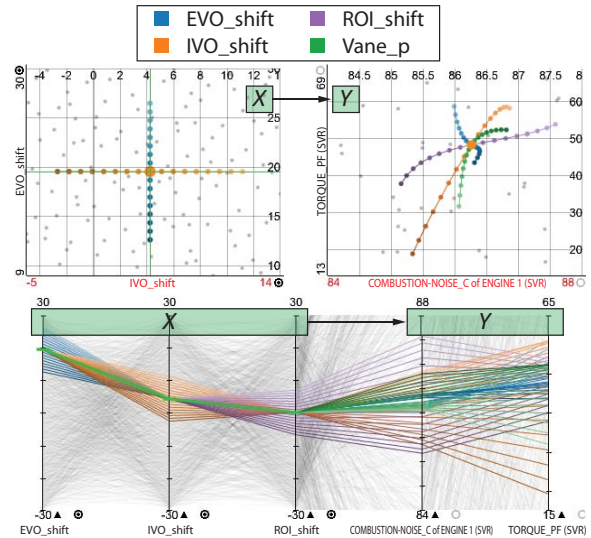 EVO_shift ROI_shift
IVO_shift Vane_p
30 -4 -2 0 2 4 6 8 10 12 1
69 84.5 85 85.5 86 86.5 87 87.5 8
X Y
25 60
20 50
15 40
10 30
20
EVO_shift TORQUE_PF (SVR)
9 13
-5 IVO_shift 14 84 COMBUSTION-NOISE_C of ENGINE 1 (SVR) 88
30 30 30 88 65
X Y
-30 -30 -30 84 15
EVO_shift IVO_shift ROI_shift COMBUSTION-NOISE_C of ENGINE 1 (SVR) TORQUE_PF (SVR)